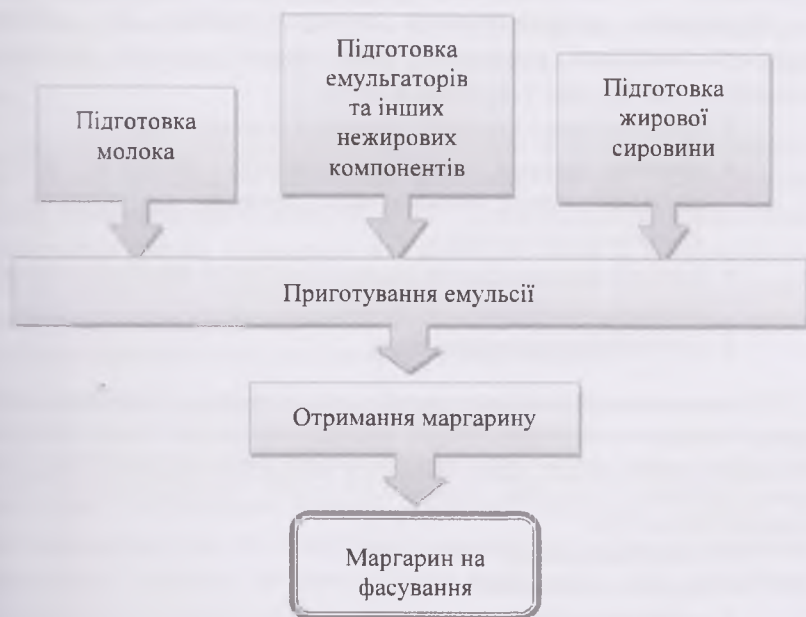 Підготовка
молока
Підготовка
емульгаторів
та інших
нежирових
компонентів
Підготовка
жирової
сировини
Приготування емульсії
Отримання маргарину
Маргарин на
фасування